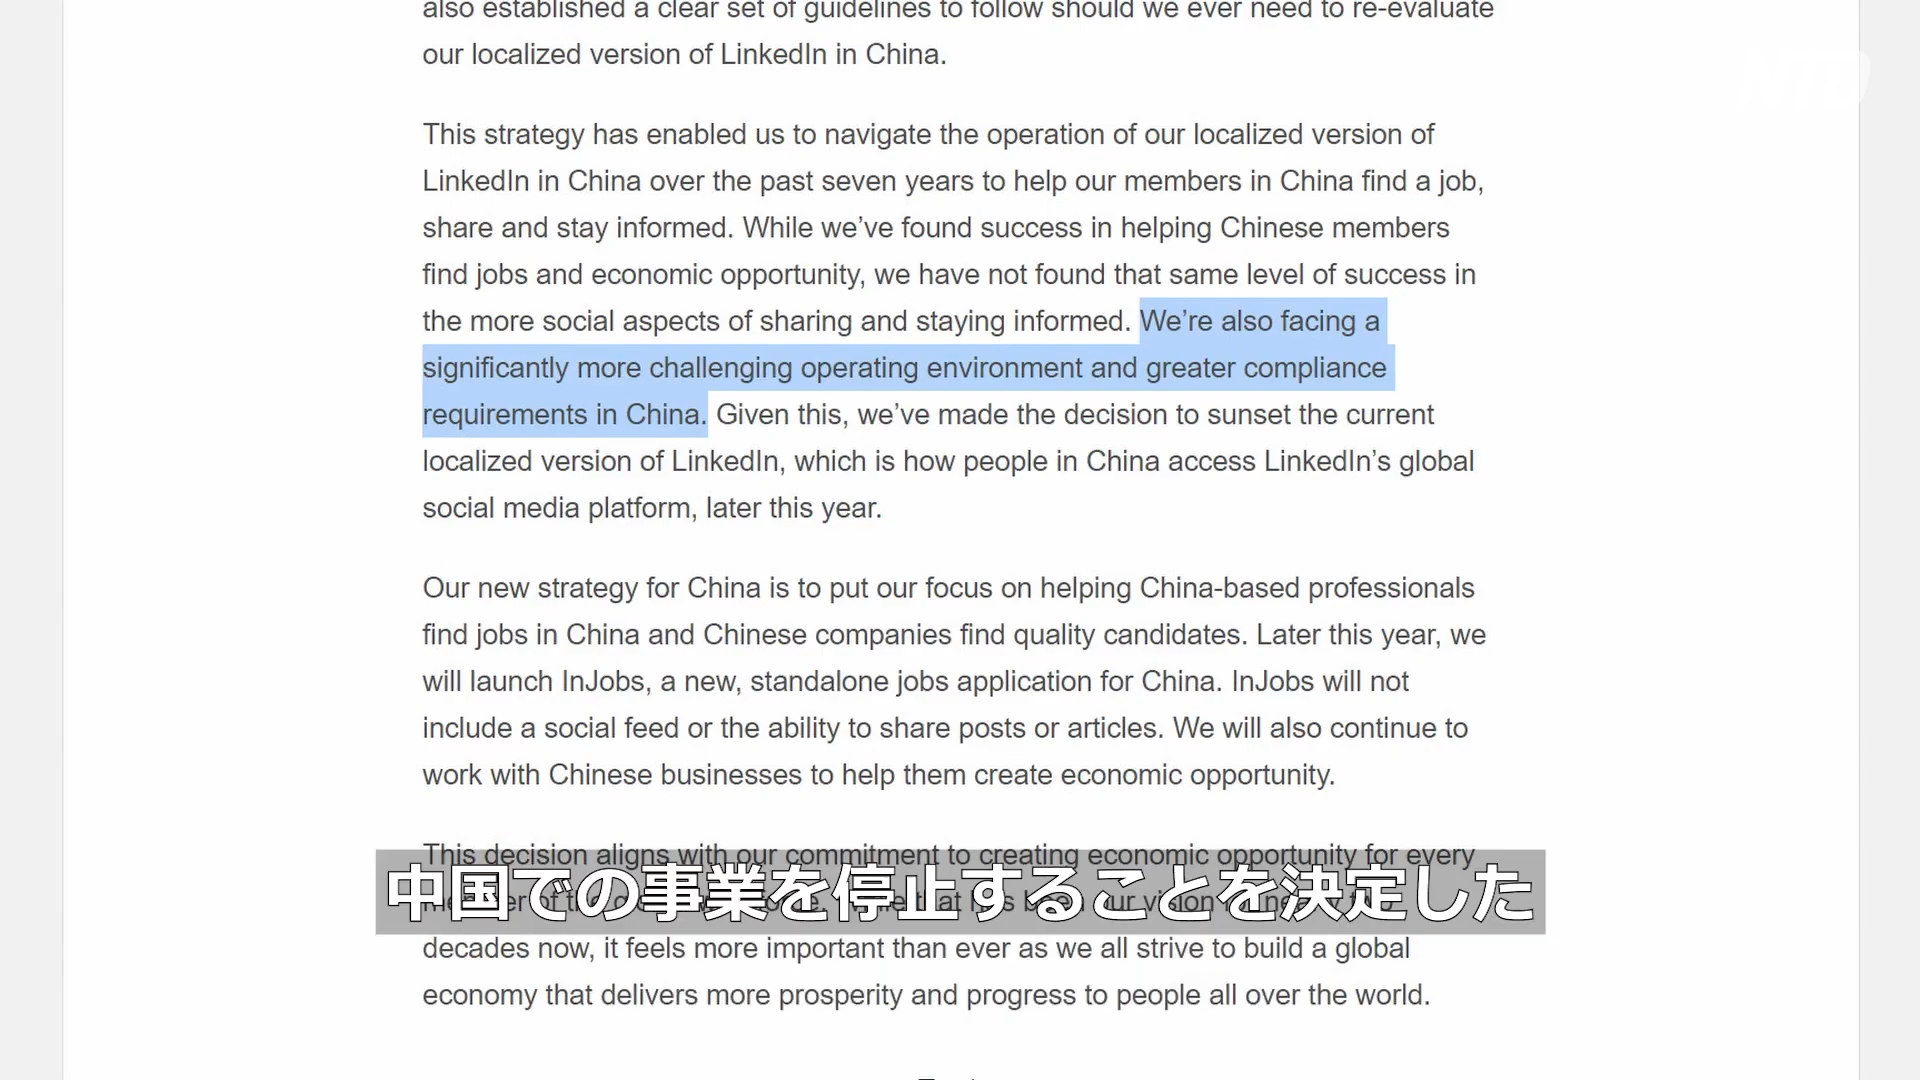 also established a clear set of guidelines to follow should we ever need to re-evaluate
our localized version of LinkedIn in China.
NTD
This strategy has enabled us to navigate the operation of our localized version of
LinkedIn in China over the past seven years to help our members in China find a job,
share and stay informed. While we’ve found success in helping Chinese members
find jobs and economic opportunity, we have not found that same level of success in
the more social aspects of sharing and staying informed. We’re also facing a
significantly more challenging operating environment and greater compliance
requirements in China. Given this, we’ve made the decision to sunset the current
localized version of LinkedIn, which is how people in China access LinkedIn’s global
social media platform, later this year.
Our new strategy for China is to put our focus on helping China-based professionals
find jobs in China and Chinese companies find quality candidates. Later this year, we
will launch InJobs, a new, standalone jobs application for China. InJobs will not
include a social feed or the ability to share posts or articles. We will also continue to
work with Chinese businesses to help them create economic opportunity.
This decision aligns with our commitment to creating economic opportunity for every
中国での事業を停止することを決定した
decades now, it feels more important than ever as we all strive to build a global
economy that delivers more prosperity and progress to people all over the world.